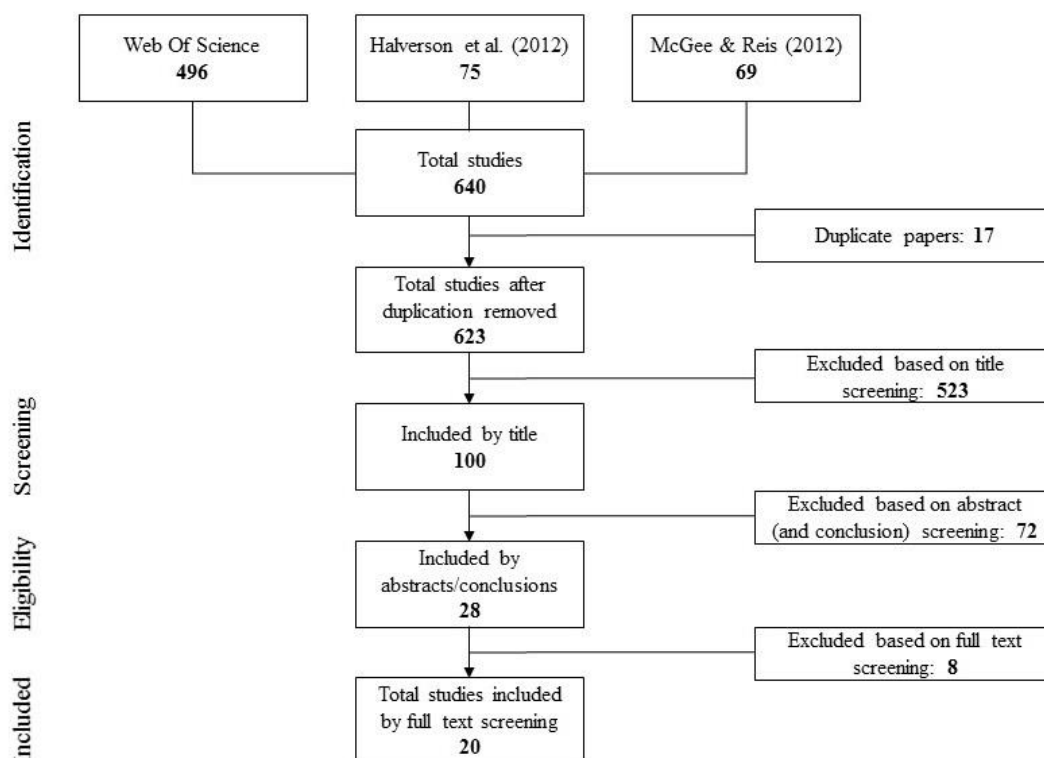 Web Of Science
496
Halverson et al. (2012)
75
McGee & Reis (2012)
69
Identification
Total studies
640
Duplicate papers: 17
Total studies after
duplication removed
623
Excluded based on title
screening: 523
Screening
Included by title
100
Excluded based on abstract
(and conclusion) screening: 72
Eligibility
Included by
abstracts/conclusions
28
Excluded based on full text
screening: 8
Included
Total studies included
by full text screening
20